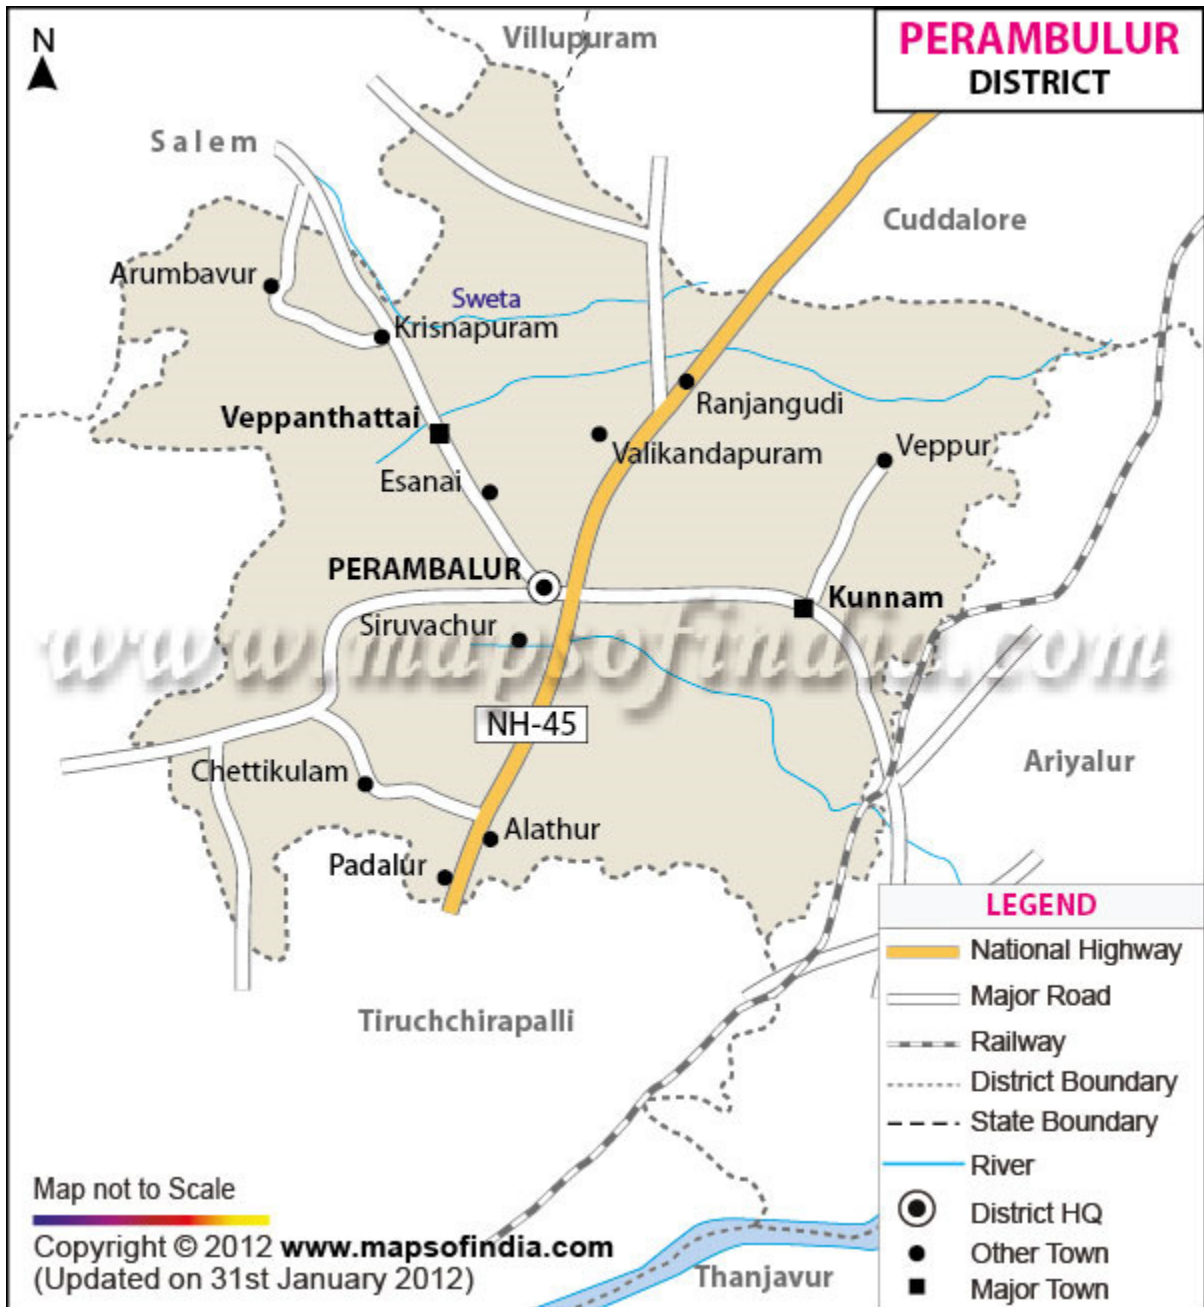 N
Villupuram
PERAMBULUR
DISTRICT
Salem
Cuddalore
Arumbavur
Sweta
Krisnapuram
Ranjangudi
Veppanthattai
Valikandapuram
Veppur
Esanai
PERAMBALUR
Kunnam
Siruvachur
www.mapsofindia.com
NH-45
Chettikulam
Ariyalur
Alathur
Padalur
Tiruchchirapalli
LEGEND
National Highway
Major Road
Railway
District Boundary
State Boundary
River
District HQ
Other Town
Major Town
Map not to Scale
Copyright © 2012 www.mapsofindia.com
(Updated on 31st January 2012)
Thanjavur